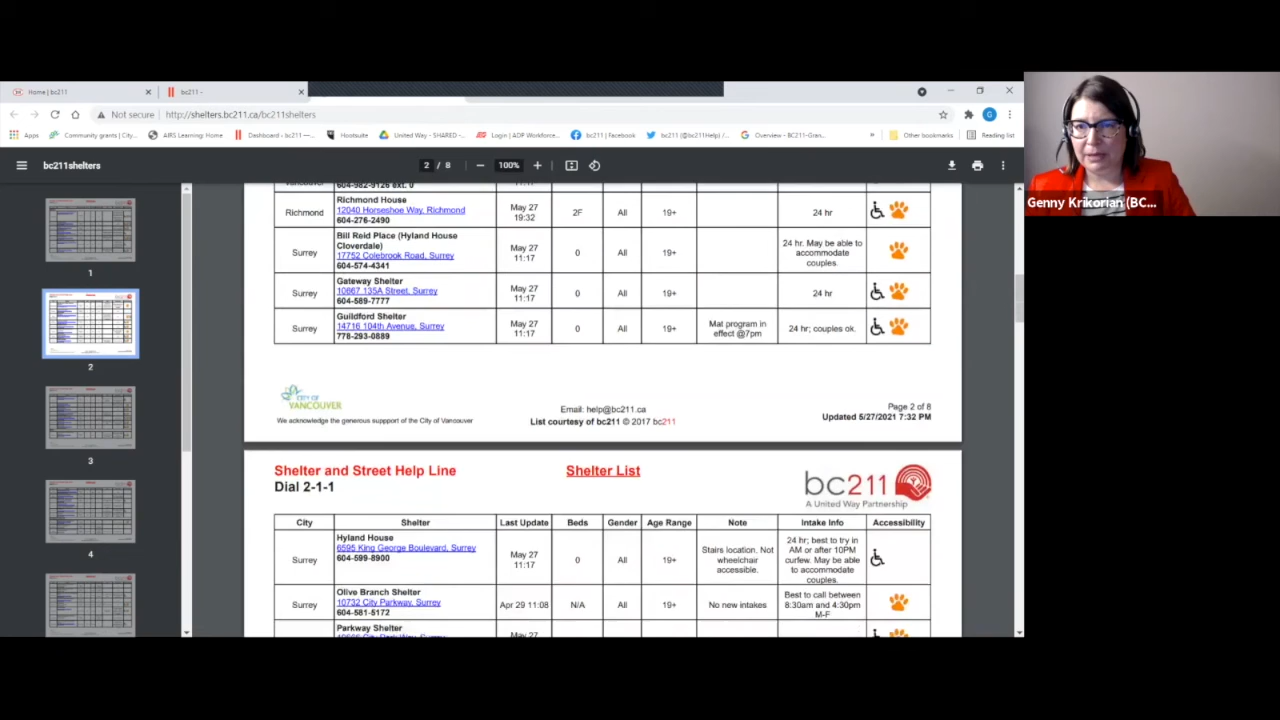 Home | bc211
bc211 -
Not secure | http://shelters.bc211.ca/bc211shelters
Apps
Community grants | City...
AIRS Learning: Home
Dashboard - bc211 —...
Hootsuite
United Way - SHARED -...
Login | ADP Workforce...
bc211 | Facebook
bc211 (@bc211Help) /...
Overview - BC211-Gran...
»
Other bookmarks
Reading list
bc211shelters
2 / 8
100%
1
2
3
4
604-982-9126 ext. 0
Richmond
Richmond House
12040 Horseshoe Way, Richmond
604-276-2490
May 27
19:32
2F
All
19+
24 hr
Surrey
Bill Reid Place (Hyland House
Cloverdale)
17752 Colebrook Road, Surrey
604-574-4341
May 27
11:17
0
All
19+
24 hr. May be able to
accommodate
couples.
Surrey
Gateway Shelter
10667 135A Street, Surrey
604-589-7777
May 27
11:17
0
All
19+
24 hr
Surrey
Guildford Shelter
14716 104th Avenue, Surrey
778-293-0889
May 27
11:17
0
All
19+
Mat program in
effect @7pm
24 hr; couples ok.
CITY OF
VANCOUVER
We acknowledge the generous suppport of the City of Vancouver
Email: help@bc211.ca
List courtesy of bc211 © 2017 bc211
Page 2 of 8
Updated 5/27/2021 7:32 PM
Shelter and Street Help Line
Dial 2-1-1
Shelter List
bc211
A United Way Partnership
City
Shelter
Last Update
Beds
Gender
Age Range
Note
Intake Info
Accessibility
Surrey
Hyland House
6595 King George Boulevard, Surrey
604-599-8900
May 27
11:17
0
All
19+
Stairs location. Not
wheelchair
accessible.
24 hr; best to try in
AM or after 10PM
curfew. May be able
to accommodate
couples.
Surrey
Olive Branch Shelter
10732 City Parkway, Surrey
604-581-5172
Apr 29 11:08
N/A
All
19+
No new intakes
Best to call between
8:30am and 4:30pm
M-F
Parkway Shelter
May 27
Genny Krikorian (BC...